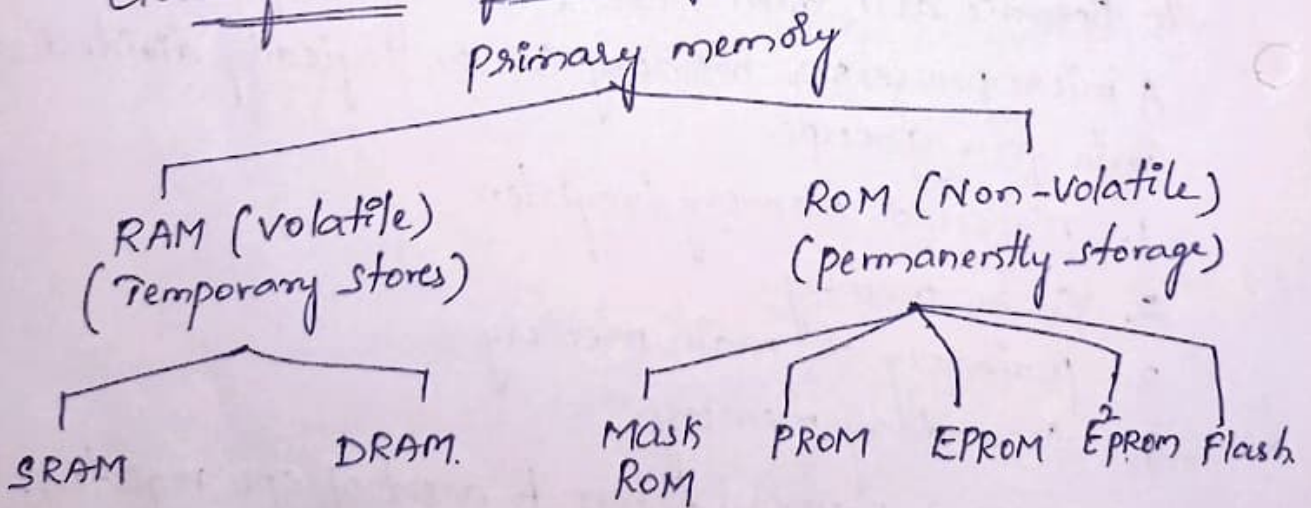 primary memory
RAM (volatile)
(Temporary stores)
ROM (Non-volatile)
(permanently storage)
SRAM
DRAM.
Mask
ROM
PROM
EPROM
E²PROM
Flash.